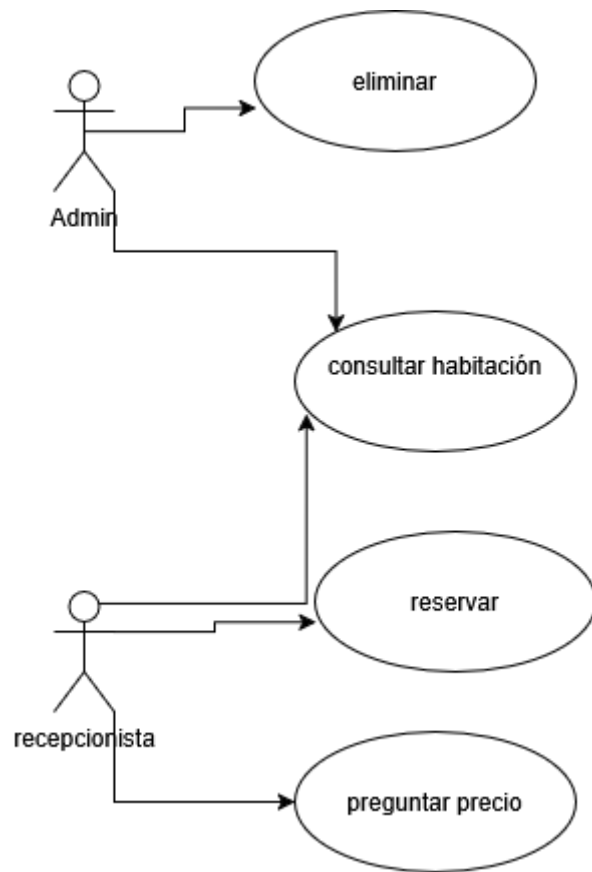 eliminar
Admin
consultar habitación
reservar
recepcionista
preguntar precio